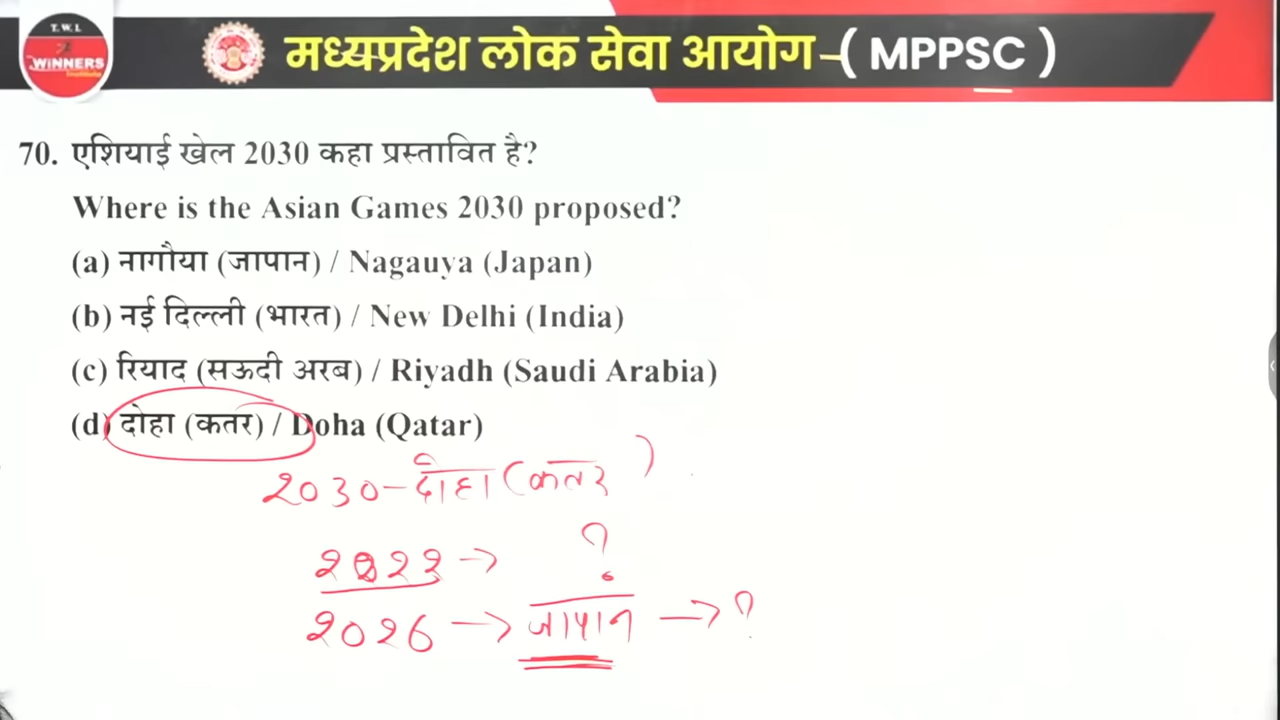 T.W.I.
WINNERS
Institute
मध्यप्रदेश लोक सेवा आयोग-( MPPSC )
70. एशियाई खेल 2030 कहा प्रस्तावित है?
Where is the Asian Games 2030 proposed?
(a) नागौया (जापान) / Nagauya (Japan)
(b) नई दिल्ली (भारत) / New Delhi (India)
(c) रियाद (सऊदी अरब) / Riyadh (Saudi Arabia)
(d) दोहा (कतर) / Doha (Qatar)
2030-दोहा (कतर)
→ ?
2026 → जापान → ?